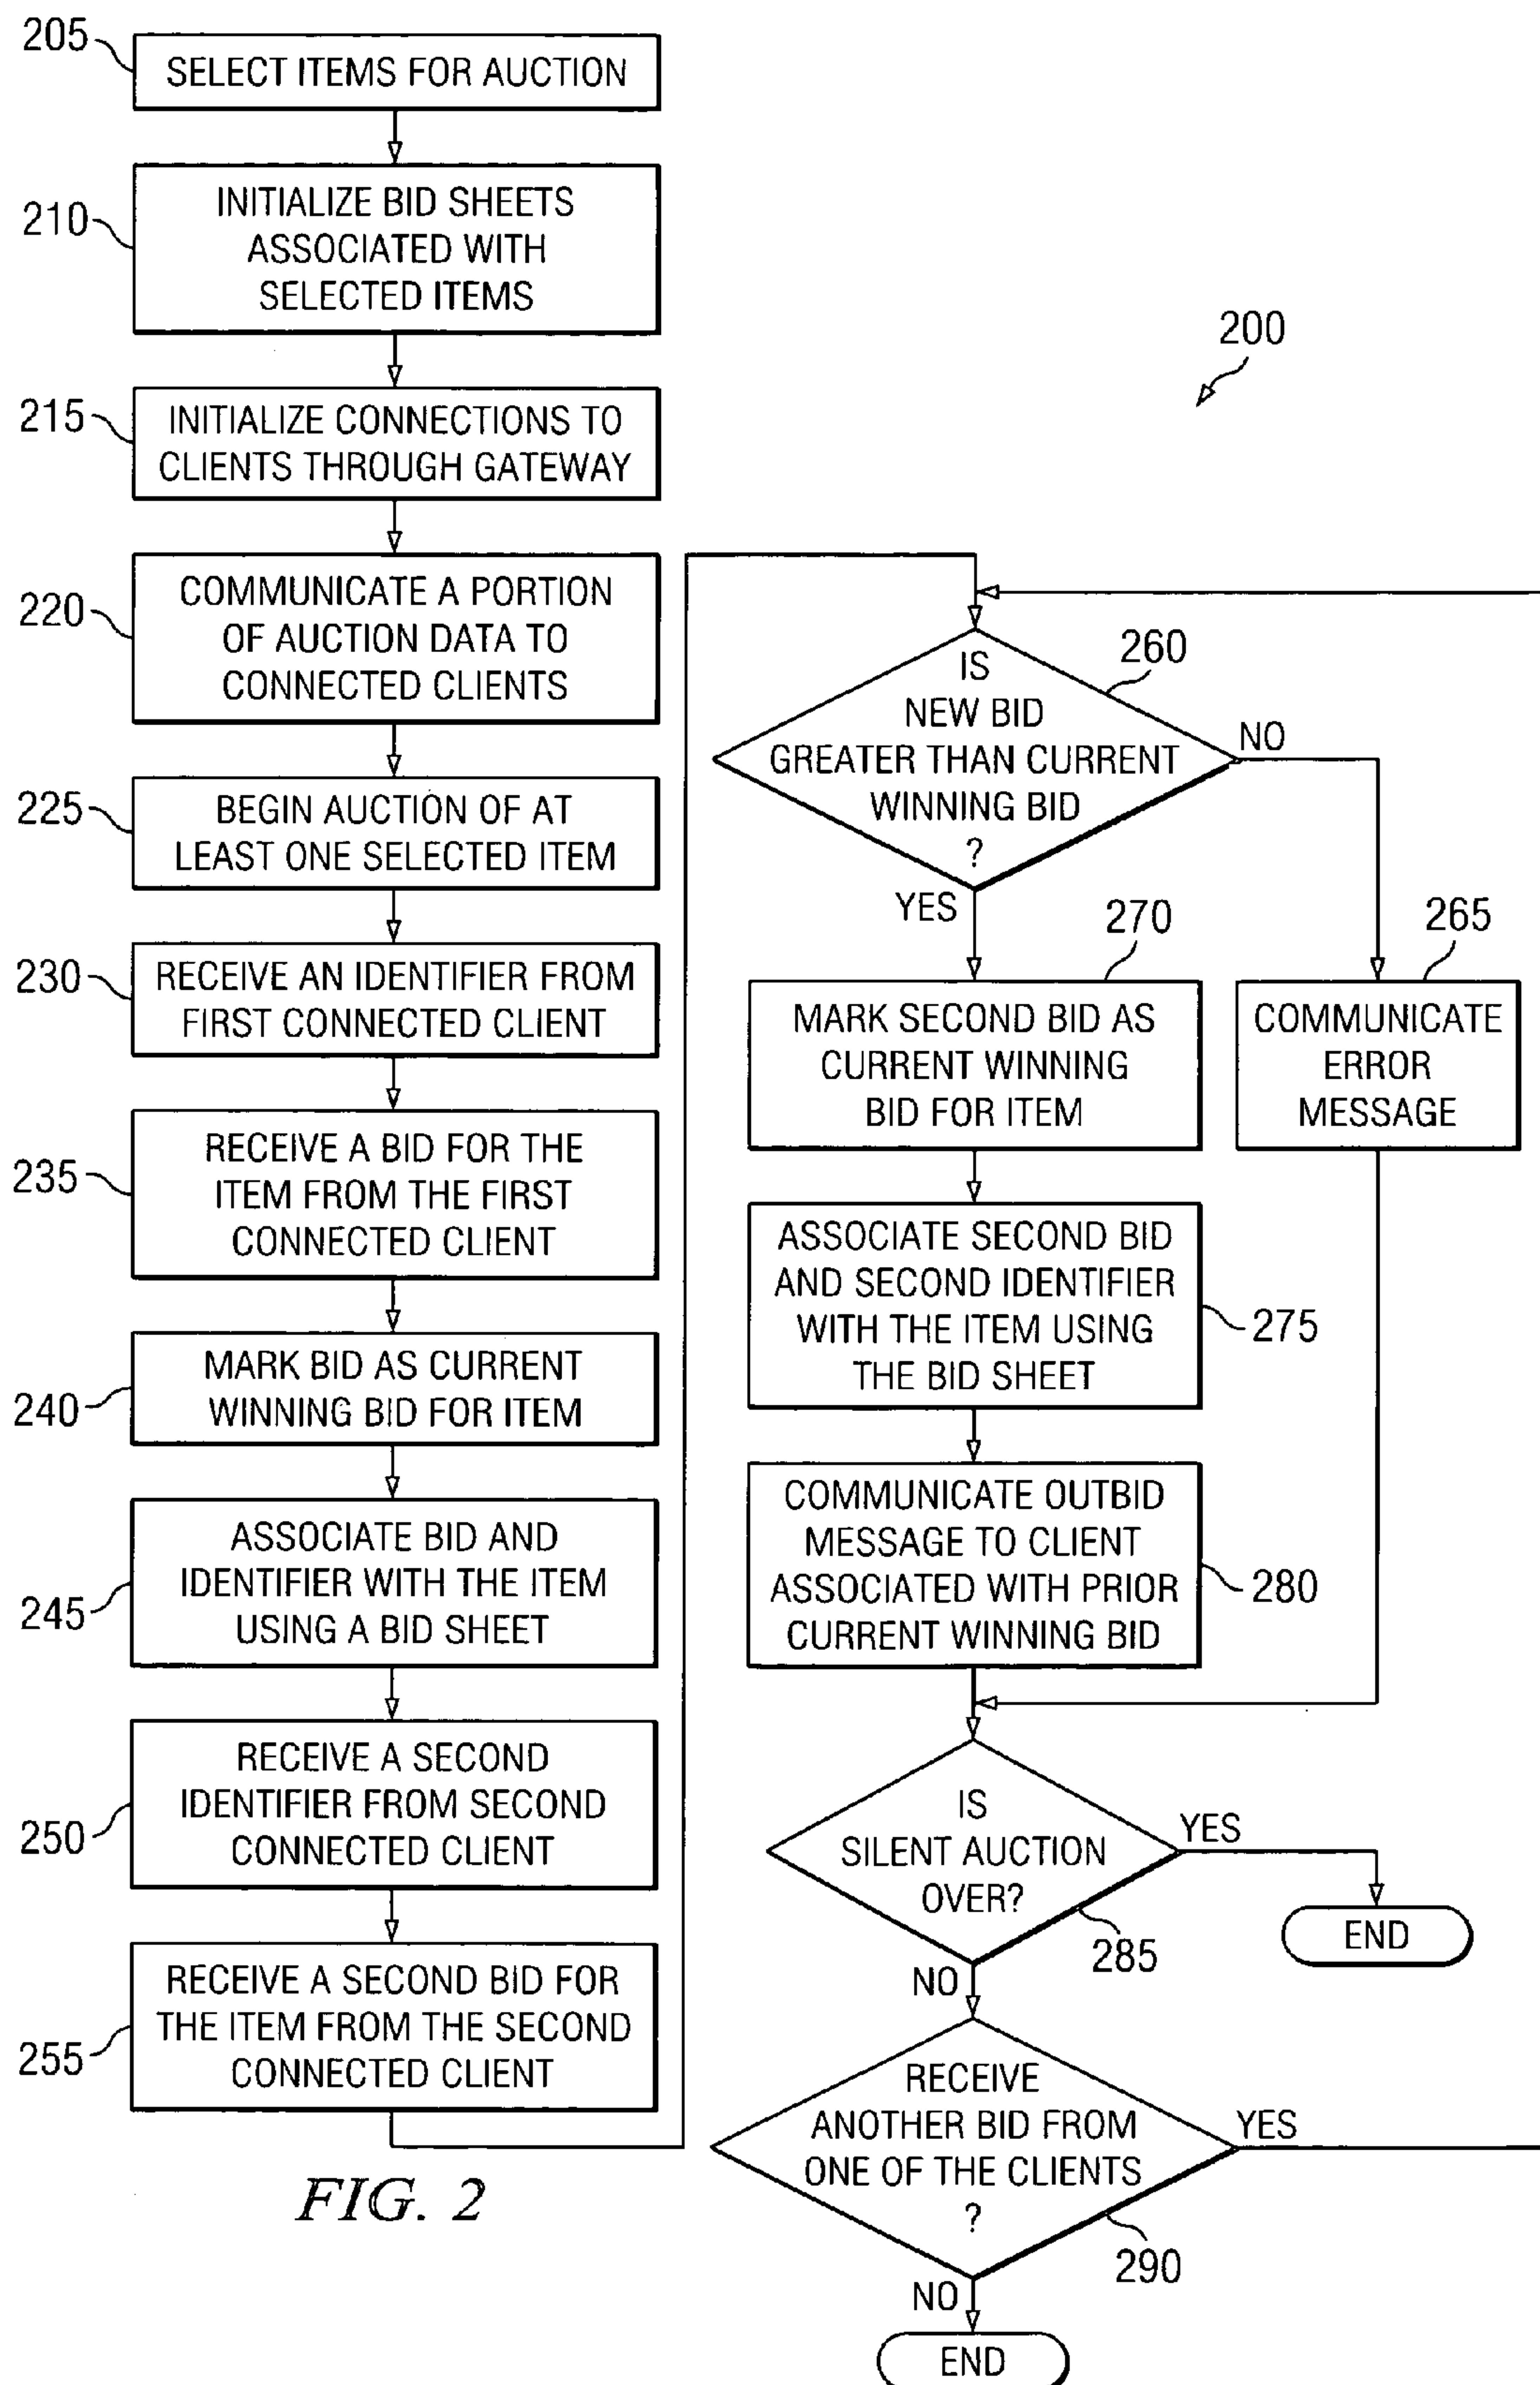 205
SELECT ITEMS FOR AUCTION
210
INITIALIZE BID SHEETS
ASSOCIATED WITH
SELECTED ITEMS
215
INITIALIZE CONNECTIONS TO
CLIENTS THROUGH GATEWAY
220
COMMUNICATE A PORTION
OF AUCTION DATA TO
CONNECTED CLIENTS
225
BEGIN AUCTION OF AT
LEAST ONE SELECTED ITEM
230
RECEIVE AN IDENTIFIER FROM
FIRST CONNECTED CLIENT
235
RECEIVE A BID FOR THE
ITEM FROM THE FIRST
CONNECTED CLIENT
240
MARK BID AS CURRENT
WINNING BID FOR ITEM
245
ASSOCIATE BID AND
IDENTIFIER WITH THE ITEM
USING A BID SHEET
250
RECEIVE A SECOND
IDENTIFIER FROM SECOND
CONNECTED CLIENT
255
RECEIVE A SECOND BID FOR
THE ITEM FROM THE SECOND
CONNECTED CLIENT
FIG. 2
200
260
IS
NEW BID
GREATER THAN CURRENT
WINNING BID
?
NO
YES
270
MARK SECOND BID AS
CURRENT WINNING
BID FOR ITEM
265
COMMUNICATE
ERROR
MESSAGE
ASSOCIATE SECOND BID
AND SECOND IDENTIFIER
WITH THE ITEM USING
THE BID SHEET
275
COMMUNICATE OUTBID
MESSAGE TO CLIENT
ASSOCIATED WITH PRIOR
CURRENT WINNING BID
280
IS
SILENT AUCTION
OVER?
YES
285
END
NO
RECEIVE
ANOTHER BID FROM
ONE OF THE CLIENTS
?
YES
290
NO
END